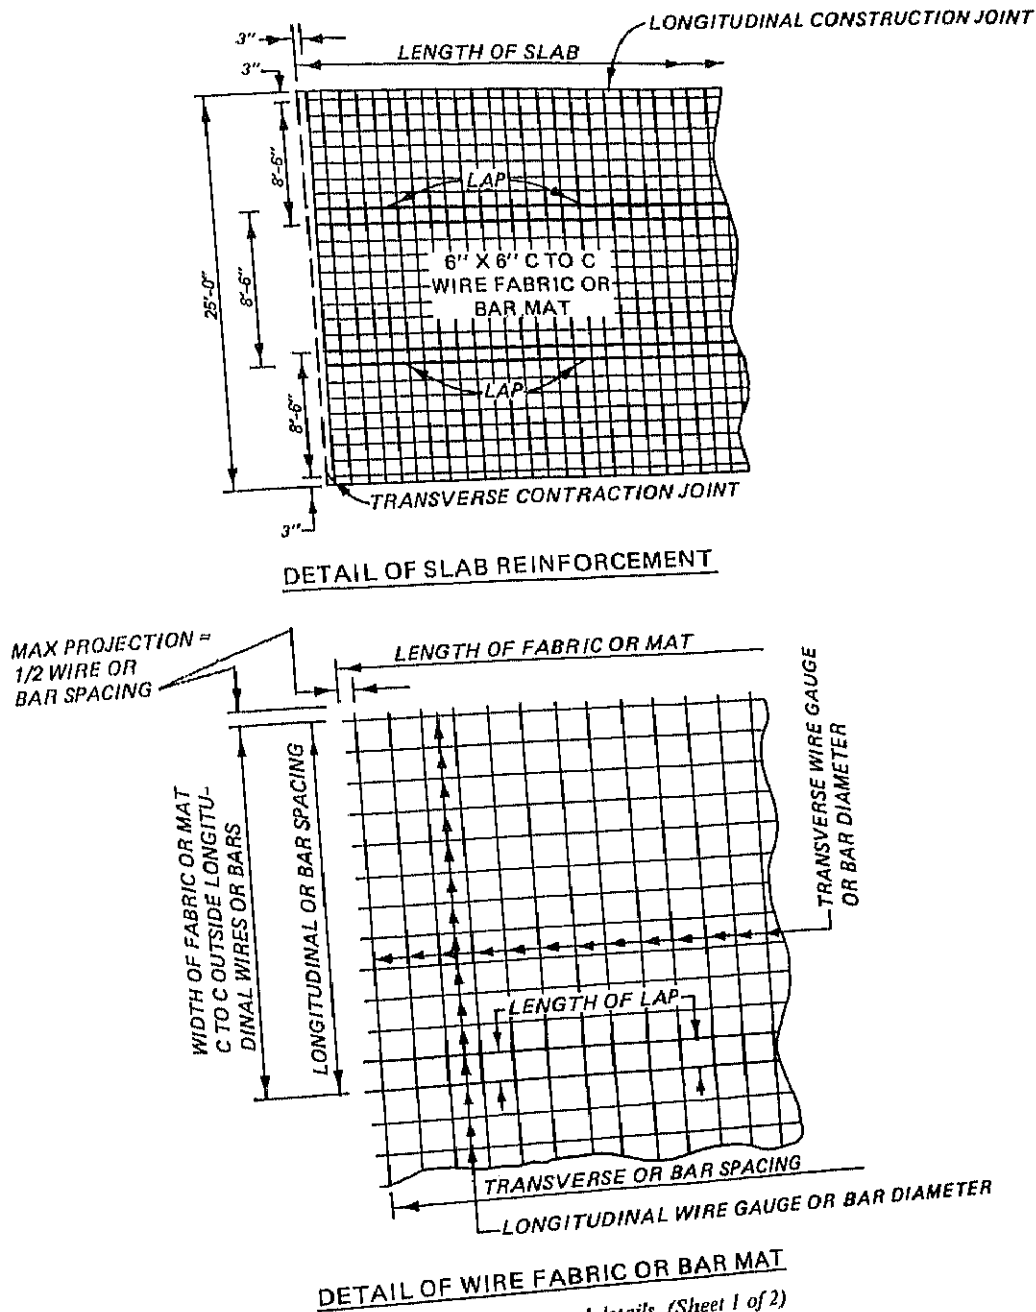 LONGITUDINAL CONSTRUCTION JOINT
3"
LENGTH OF SLAB
3"
8'-6"
LAP
6" X 6" C TO C
WIRE FABRIC OR
BAR MAT
25'-0"
8'-6"
8'-6"
LAP
TRANSVERSE CONTRACTION JOINT
3"
DETAIL OF SLAB REINFORCEMENT
MAX PROJECTION =
1/2 WIRE OR
BAR SPACING
LENGTH OF FABRIC OR MAT
WIDTH OF FABRIC OR MAT
C TO C OUTSIDE LONGITU-
DINAL WIRES OR BARS
LONGITUDINAL OR BAR SPACING
TRANSVERSE WIRE GAUGE
OR BAR DIAMETER
LENGTH OF LAP
TRANSVERSE OR BAR SPACING
LONGITUDINAL WIRE GAUGE OR BAR DIAMETER
DETAIL OF WIRE FABRIC OR BAR MAT
details. (Sheet 1 of 2)